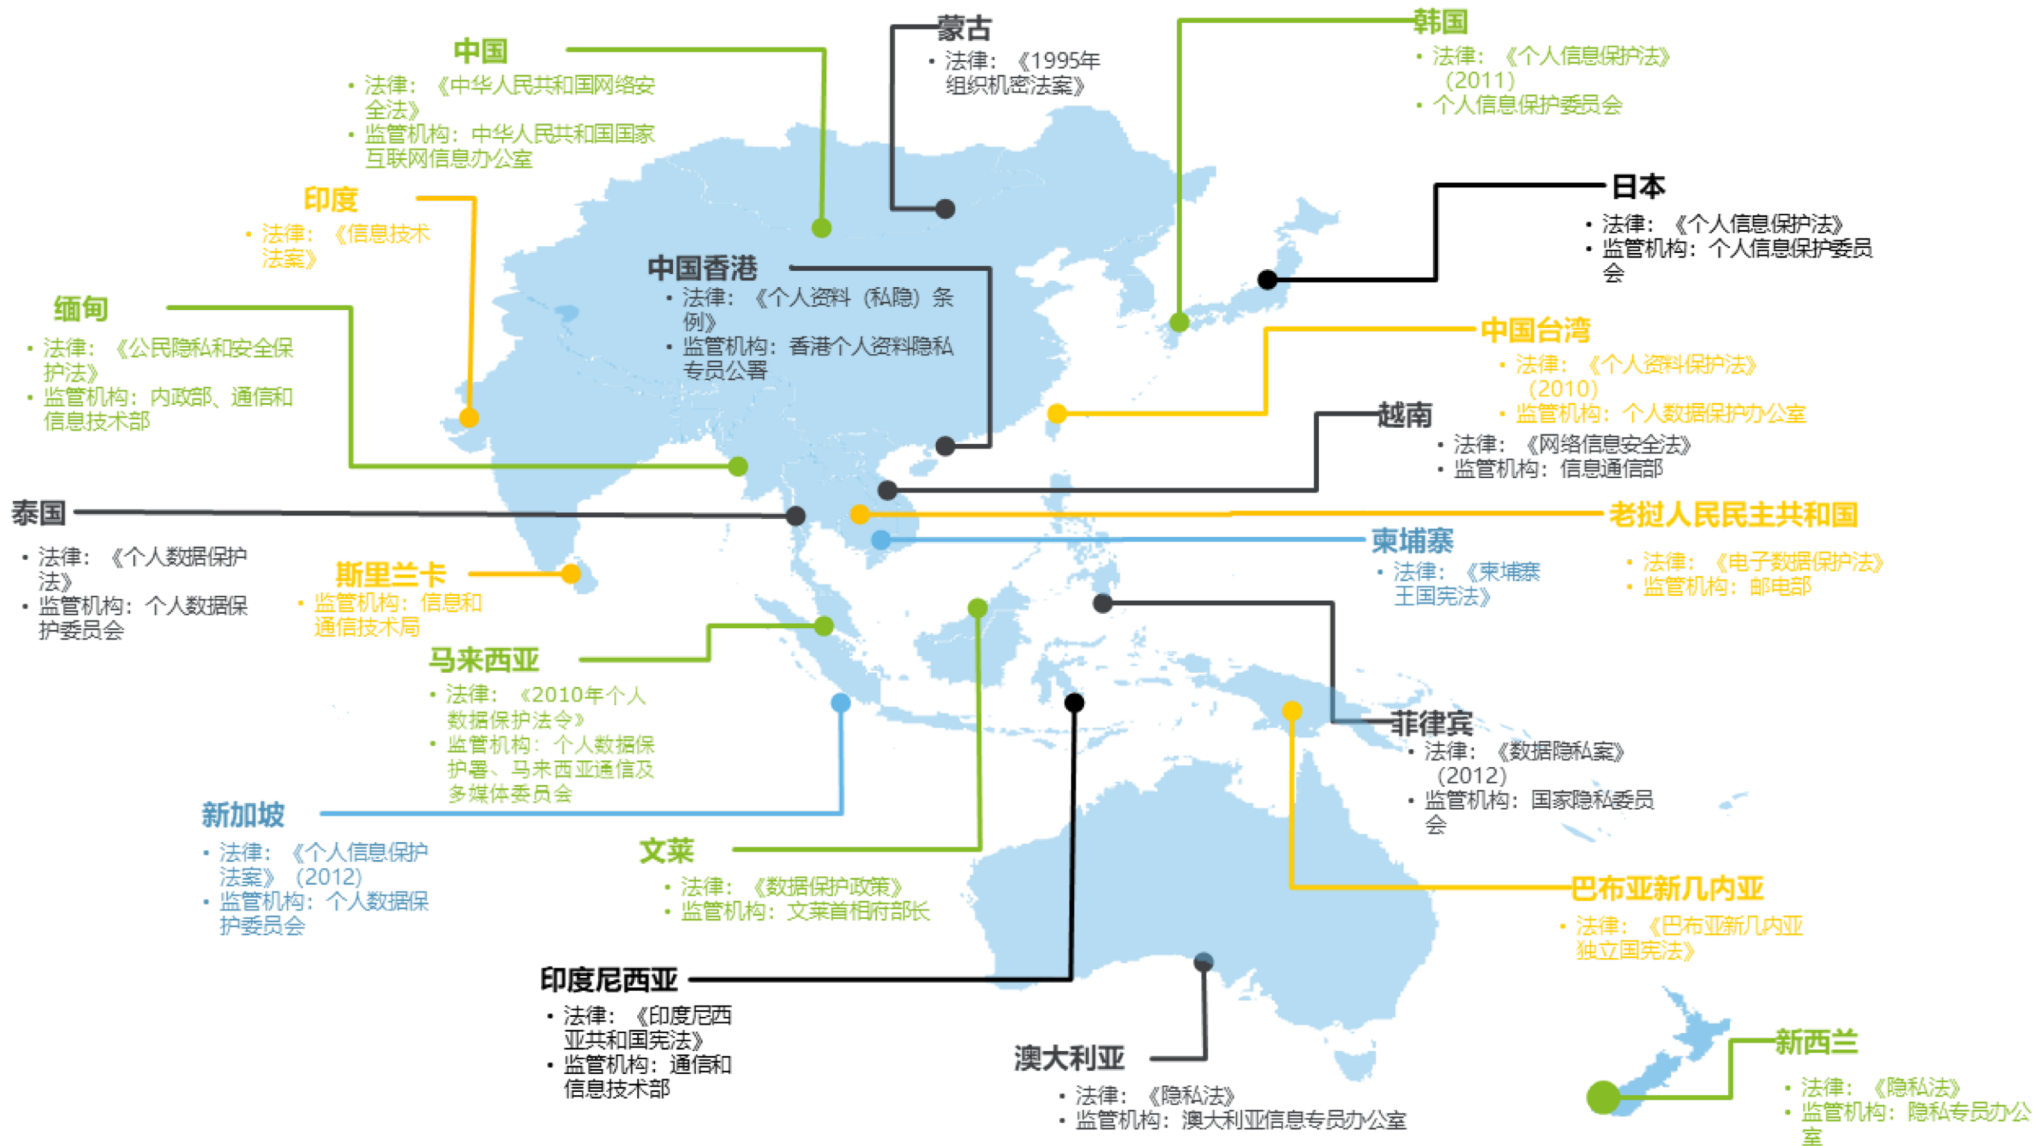 中国
• 法律：《中华人民共和国网络安
全法》
• 监管机构：中华人民共和国国家
互联网信息办公室
蒙古
• 法律：《1995年
组织机密法案》
韩国
• 法律：《个人信息保护法》
（2011）
• 个人信息保护委员会
印度
• 法律：《信息技术
法案》
日本
• 法律：《个人信息保护法》
• 监管机构：个人信息保护委员
会
中国香港
• 法律：《个人资料（私隐）条
例》
• 监管机构：香港个人资料隐私
专员公署
缅甸
• 法律：《公民隐私和安全保
护法》
• 监管机构：内政部、通信和
信息技术部
中国台湾
• 法律：《个人资料保护法》
（2010）
• 监管机构：个人数据保护办公室
越南
• 法律：《网络信息安全法》
• 监管机构：信息通信部
泰国
• 法律：《个人数据保护
法》
• 监管机构：个人数据保
护委员会
斯里兰卡
• 监管机构：信息和
通信技术局
老挝人民民主共和国
• 法律：《电子数据保护法》
• 监管机构：邮电部
柬埔寨
• 法律：《柬埔寨
王国宪法》
马来西亚
• 法律：《2010年个人
数据保护法令》
• 监管机构：个人数据保
护署、马来西亚通信及
多媒体委员会
菲律宾
• 法律：《数据隐私案》
（2012）
• 监管机构：国家隐私委员
会
新加坡
• 法律：《个人信息保护
法案》（2012）
• 监管机构：个人数据保
护委员会
文莱
• 法律：《数据保护政策》
• 监管机构：文莱首相府部长
巴布亚新几内亚
• 法律：《巴布亚新几内亚
独立国宪法》
印度尼西亚
• 法律：《印度尼西
亚共和国宪法》
• 监管机构：通信和
信息技术部
澳大利亚
• 法律：《隐私法》
• 监管机构：澳大利亚信息专员办公室
新西兰
• 法律：《隐私法》
• 监管机构：隐私专员办公
室